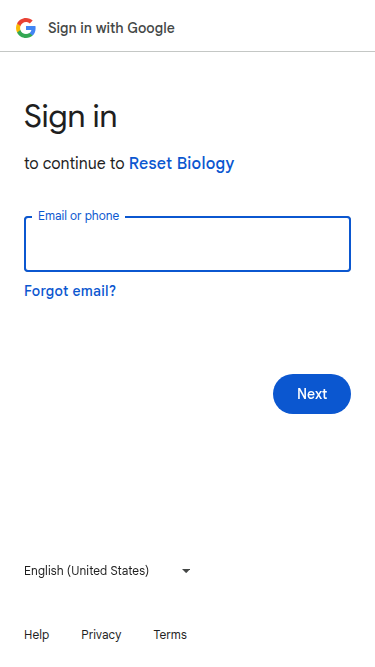 Sign in with Google
Sign in
to continue to Reset Biology
Email or phone
Forgot email?
Next
English (United States)
Help Privacy Terms